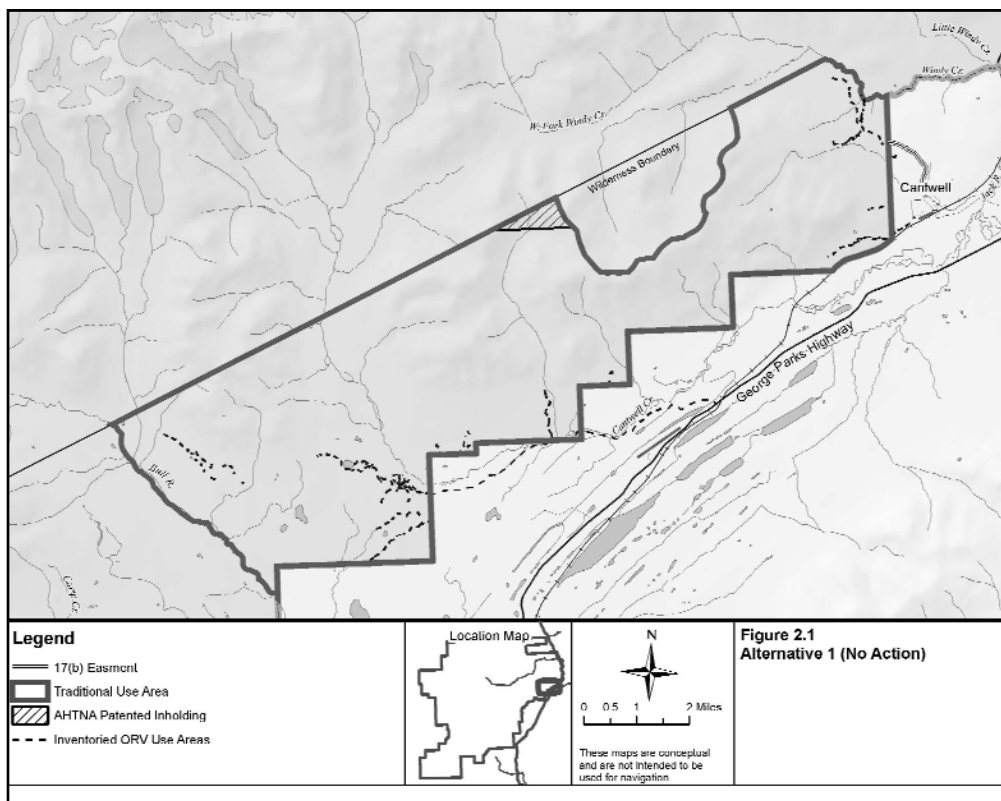 Little Windy Cr.
Windy Cr.
W. Fork Windy Cr.
Wilderness Boundary
Cantwell
Jack R.
George Parks Highway
Cantwell Cr.
Bull R.
Legend
17(b) Easment
Traditional Use Area
AHTNA Patented Inholding
Inventoried ORV Use Areas
Location Map
N
0 0.5 1 2 Miles
These maps are conceptual
and are not intended to be
used for navigation
Figure 2.1
Alternative 1 (No Action)